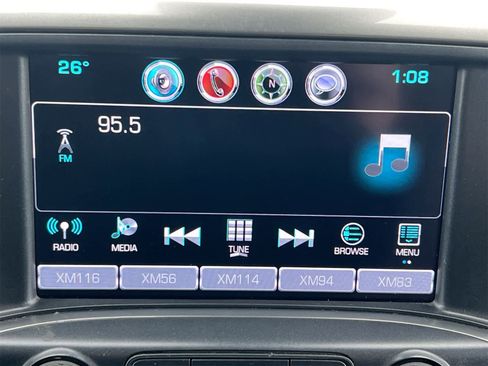 26° 1:08
N
95.5
FM
RADIO MEDIA TUNE BROWSE MENU
XM116 XM56 XM114 XM94 XM83